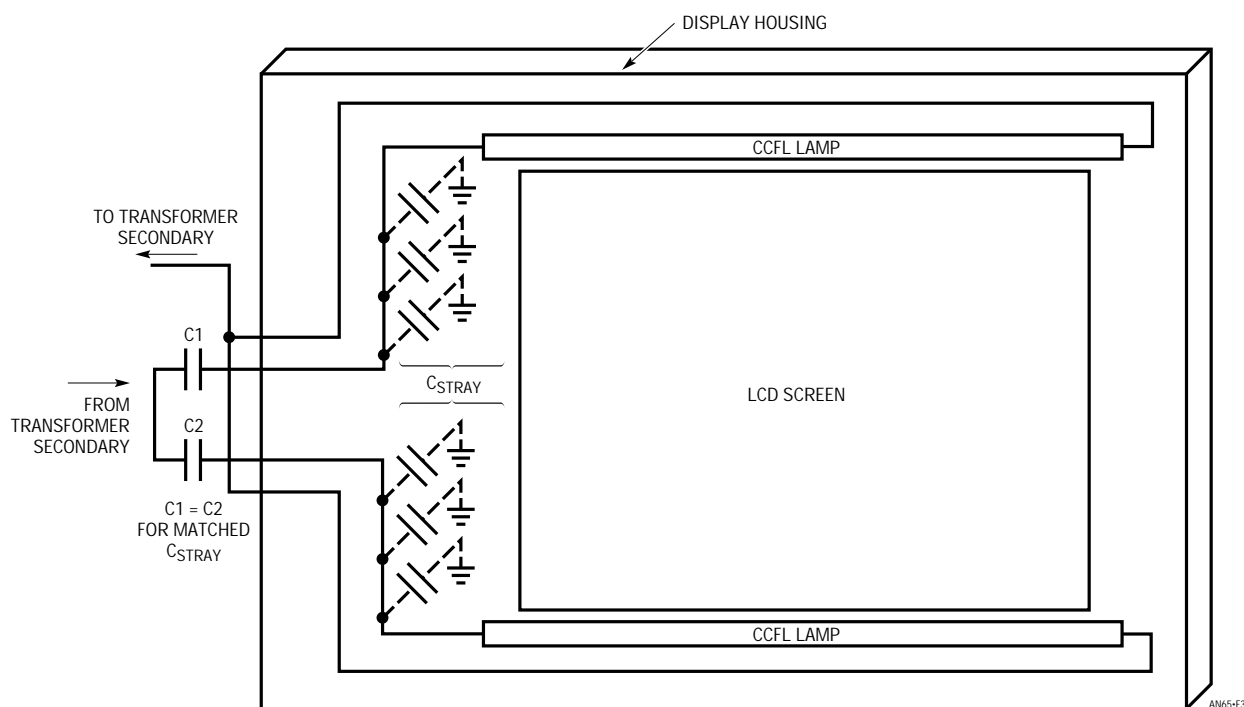 DISPLAY HOUSING
CCFL LAMP
TO TRANSFORMER
SECONDARY
C1
CSTRAY
LCD SCREEN
FROM
TRANSFORMER
SECONDARY
C2
C1 = C2
FOR MATCHED
CSTRAY
CCFL LAMP